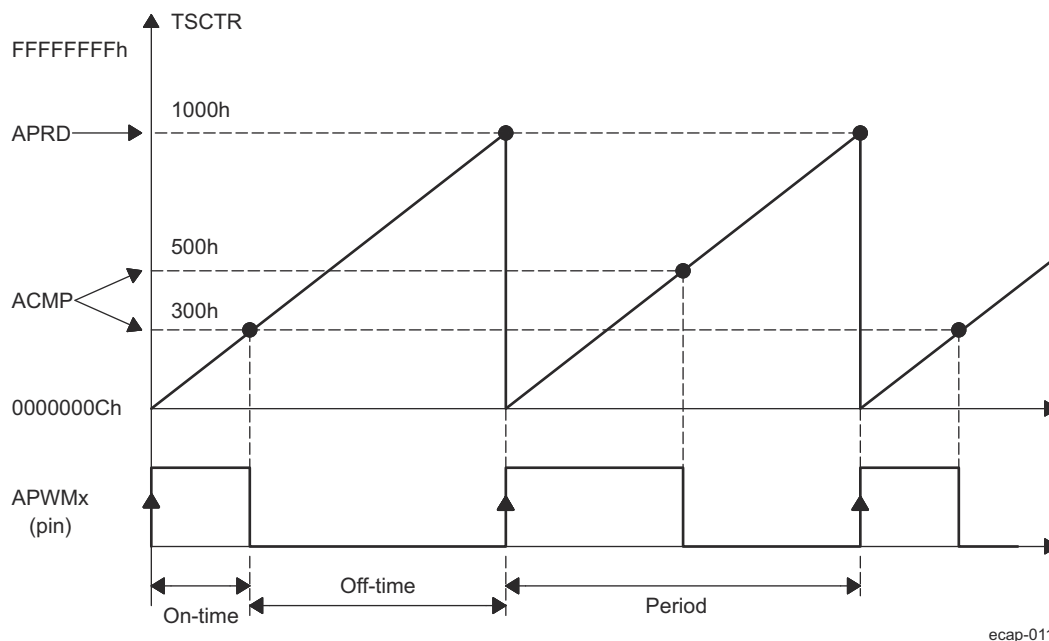 TSCTR
FFFFFFFFh
1000h
APRD
500h
ACMP
300h
0000000Ch
APWMx
(pin)
Off-time
On-time
Period